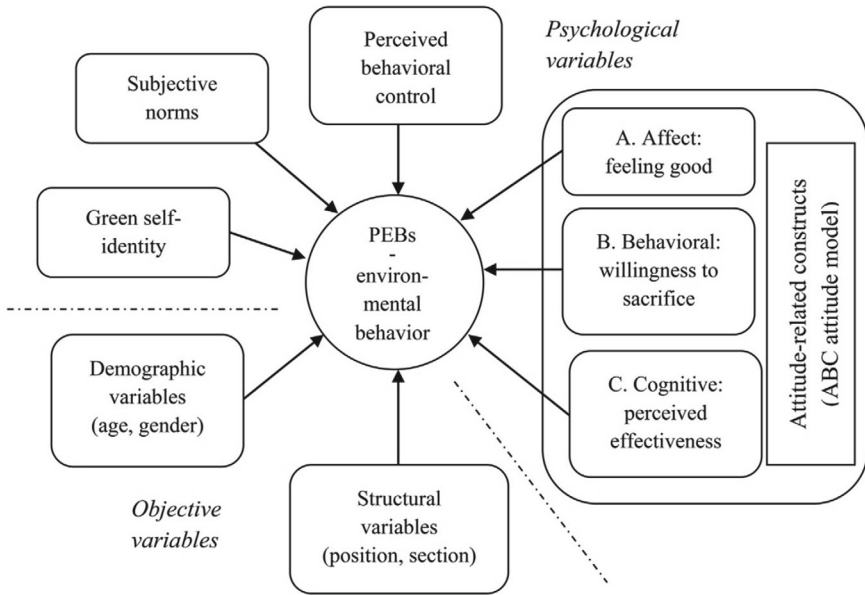 Perceived
behavioral
control
Psychological
variables
Subjective
norms
A. Affect:
feeling good
Green self-
identity
PEBs
-
environ-
mental
behavior
B. Behavioral:
willingness to
sacrifice
Attitude-related constructs
(ABC attitude model)
Demographic
variables
(age, gender)
C. Cognitive:
perceived
effectiveness
Objective
variables
Structural
variables
(position, section)